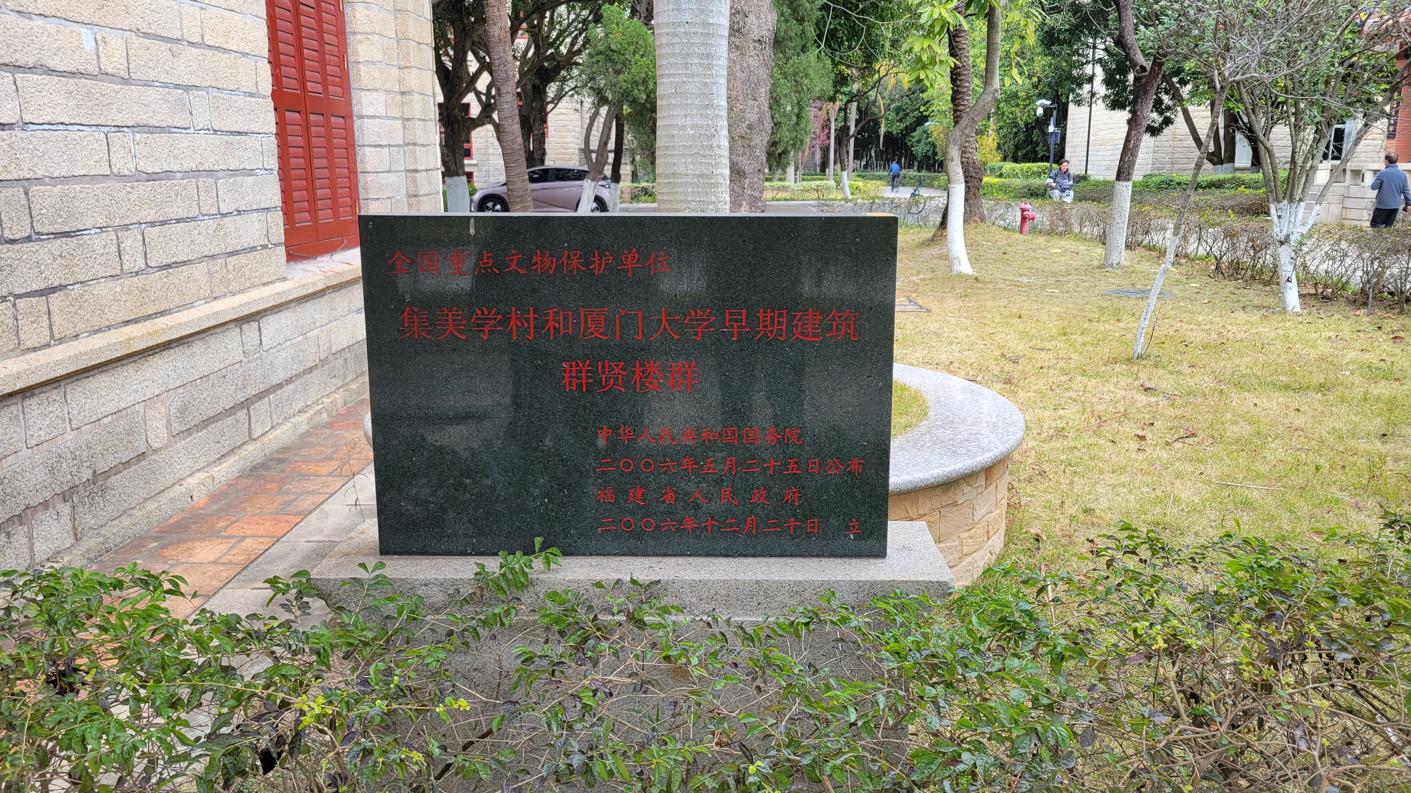 全国重点文物保护单位
集美学村和厦门大学早期建筑
群贤楼群
中华人民共和国国务院
二〇〇六年五月二十五日公布
福建省人民政府
二〇〇六年十二月二十日 立